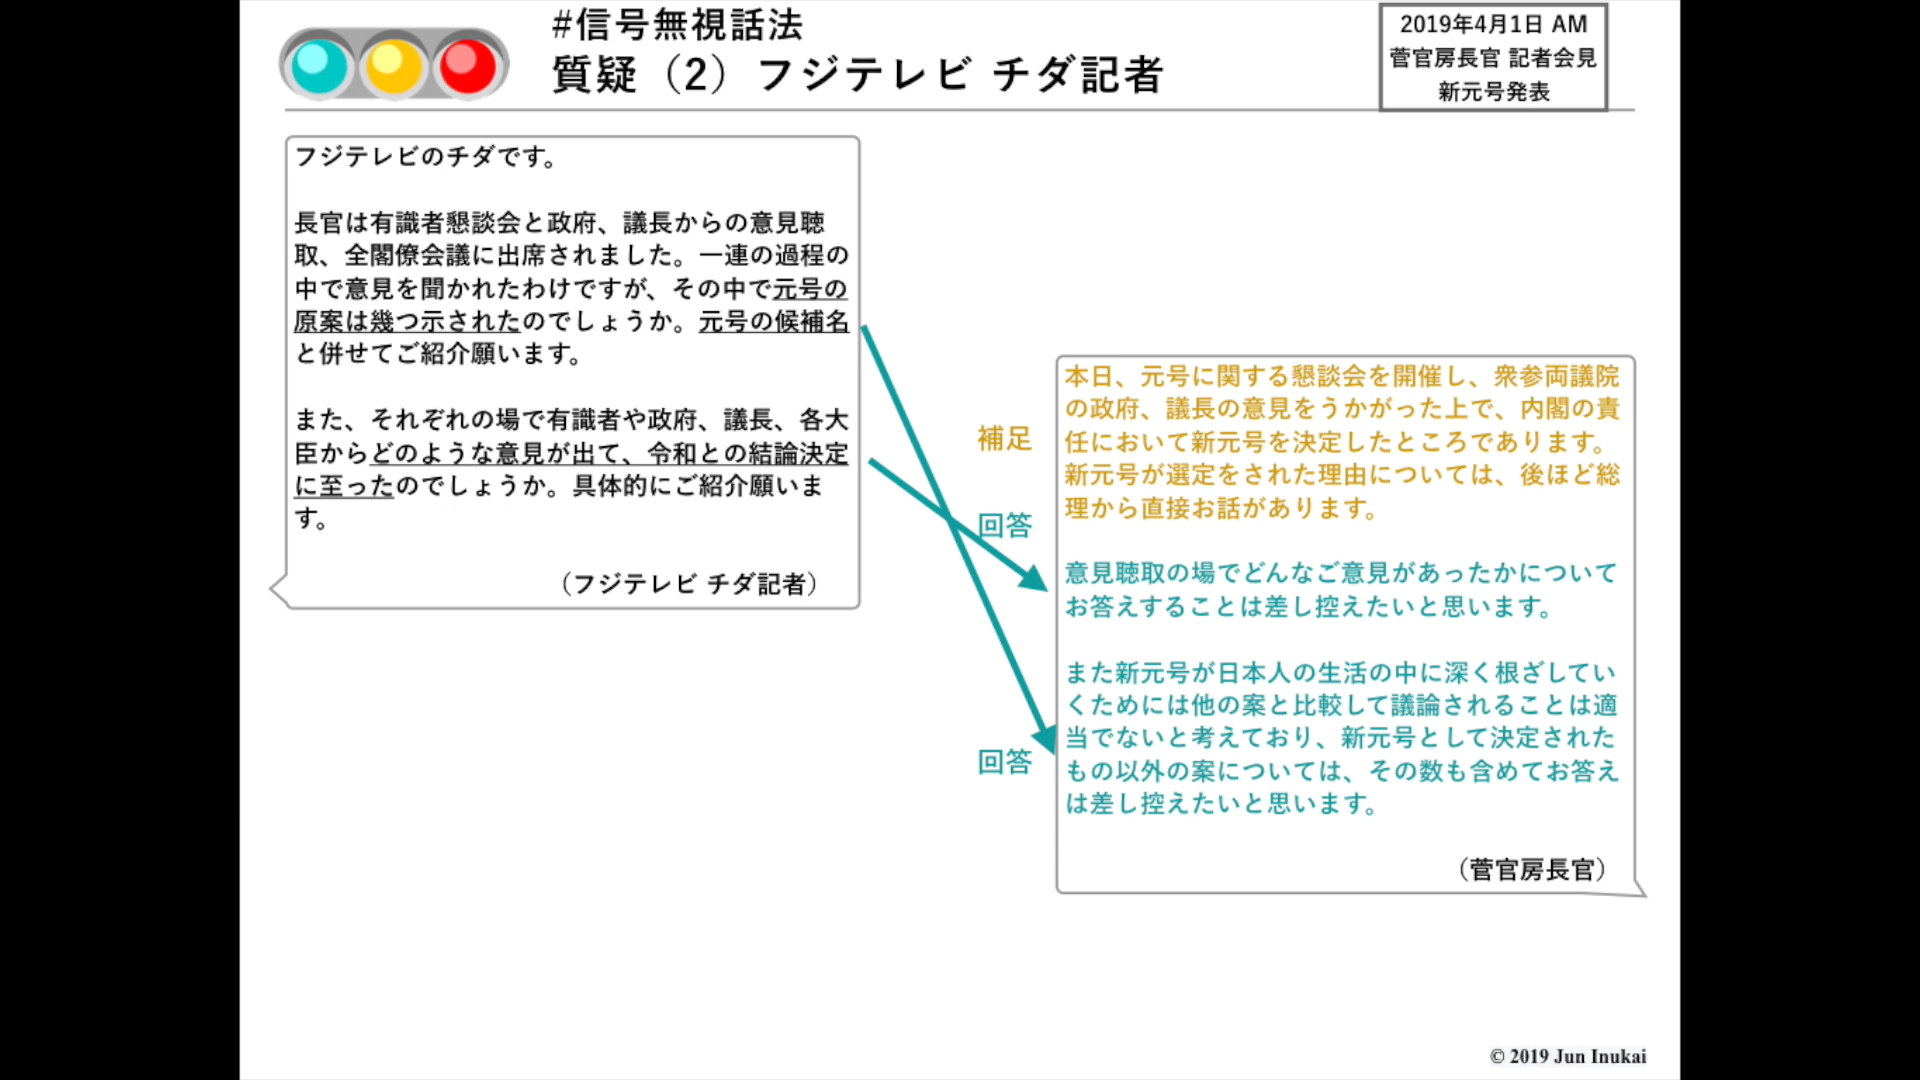 #信号無視話法
質疑（2）フジテレビ チダ記者
2019年4月1日 AM
菅官房長官 記者会見
新元号発表
フジテレビのチダです。
長官は有識者懇談会と政府、議長からの意見聴
取、全閣僚会議に出席されました。一連の過程の
中で意見を聞かれたわけですが、その中で元号の
原案は幾つ示されたのでしょうか。元号の候補名
と併せてご紹介願います。
また、それぞれの場で有識者や政府、議長、各大
臣からどのような意見が出て、令和との結論決定
に至ったのでしょうか。具体的にご紹介願いま
す。
（フジテレビ チダ記者）
補足
回答
回答
本日、元号に関する懇談会を開催し、衆参両議院
の政府、議長の意見をうかがった上で、内閣の責
任において新元号を決定したところであります。
新元号が選定をされた理由については、後ほど総
理から直接お話があります。
意見聴取の場でどんなご意見があったかについて
お答えすることは差し控えたいと思います。
また新元号が日本人の生活の中に深く根ざしてい
くためには他の案と比較して議論されることは適
当でないと考えており、新元号として決定された
もの以外の案については、その数も含めてお答え
は差し控えたいと思います。
（菅官房長官）
© 2019 Jun Inukai